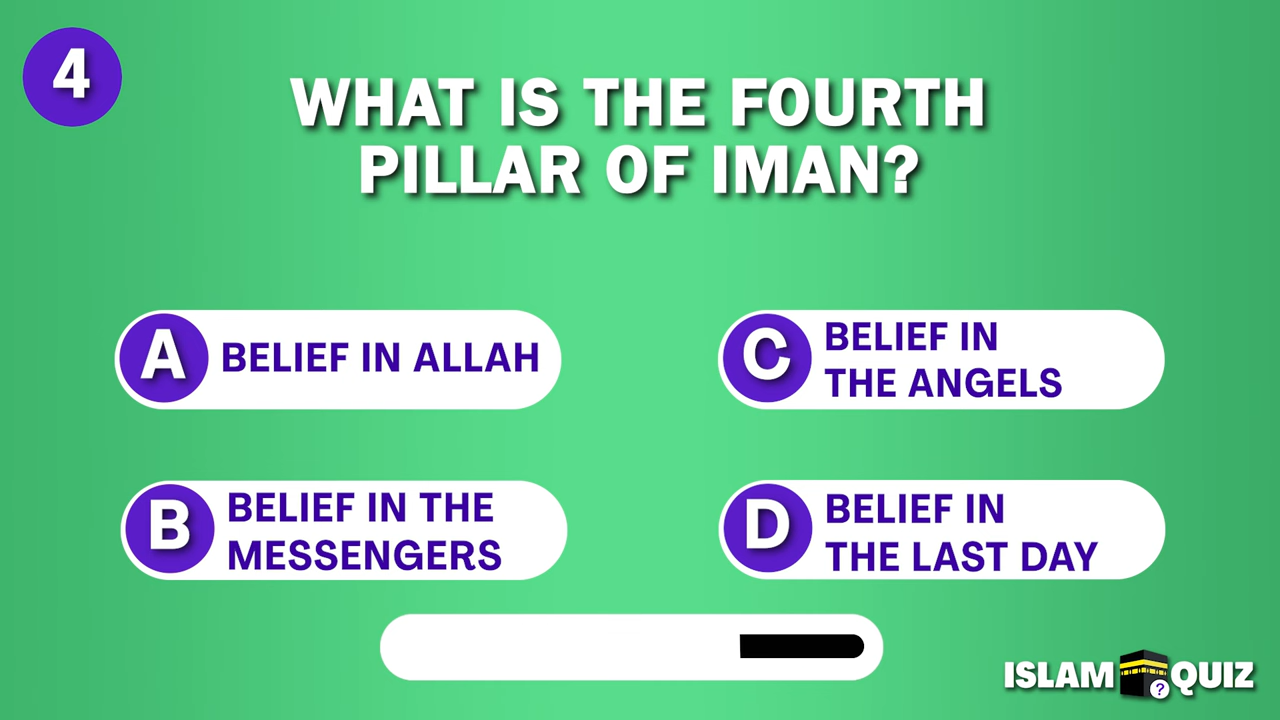 4
WHAT IS THE FOURTH
PILLAR OF IMAN?
A BELIEF IN ALLAH
B BELIEF IN THE
MESSENGERS
C BELIEF IN
THE ANGELS
D BELIEF IN
THE LAST DAY
ISLAM ? QUIZ